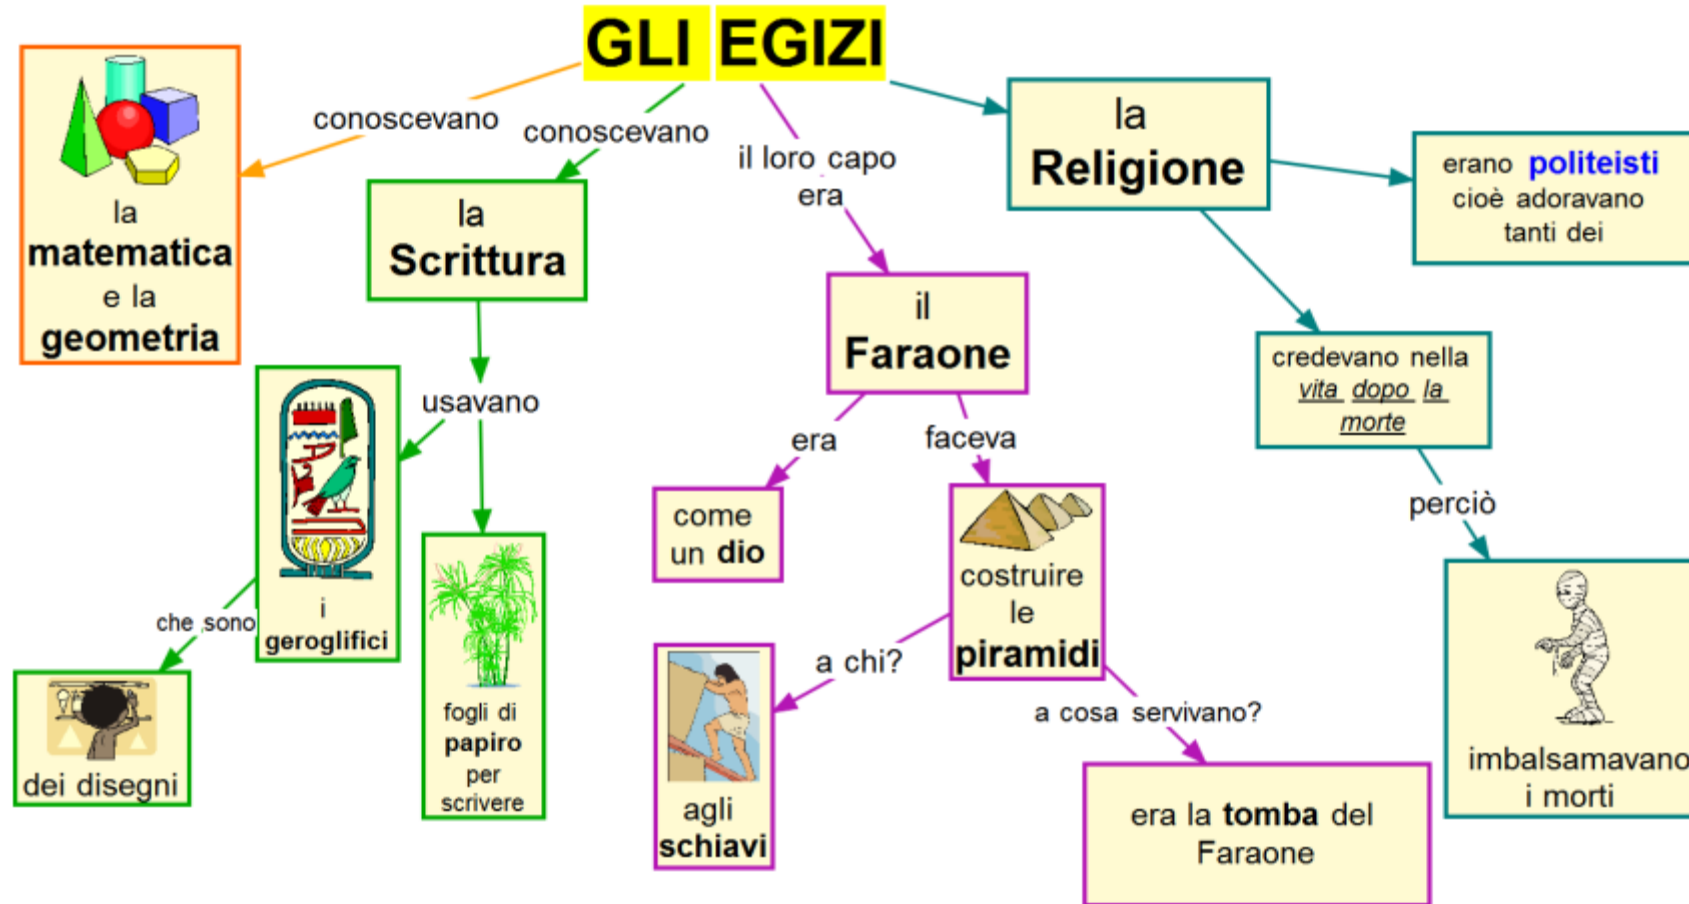 GLI EGIZI
conoscevano
la
matematica
e la
geometria
conoscevano
la
Scrittura
usavano
i
geroglifici
che sono
dei disegni
fogli di
papiro
per
scrivere
il loro capo
era
il
Faraone
era
come
un dio
faceva
costruire
le
piramidi
a chi?
agli
schiavi
a cosa servivano?
era la tomba del
Faraone
la
Religione
erano politeisti
cioè adoravano
tanti dei
credevano nella
vita dopo la
morte
perciò
imbalsamavano
i morti